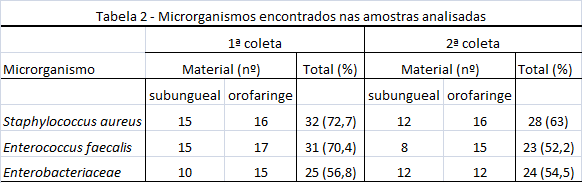 Tabela 2 - Microrganismos encontrados nas amostras analisadas
1ª coleta 2ª coleta
Microrganismo Material (nº) Total (%) Material (nº) Total (%)
subungueal orofaringe subungueal orofaringe
Staphylococcus aureus 15 16 32 (72,7) 12 16 28 (63)
Enterococcus faecalis 15 17 31 (70,4) 8 15 23 (52,2)
Enterobacteriaceae 10 15 25 (56,8) 12 12 24 (54,5)